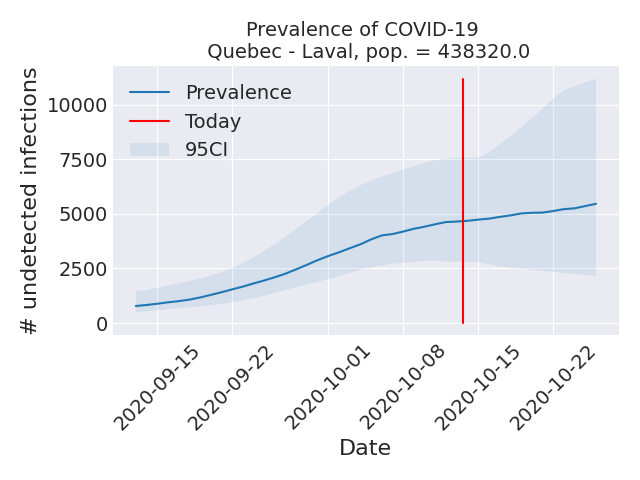 Prevalence of COVID-19
Quebec - Laval, pop. = 438320.0
# undetected infections
10000
7500
5000
2500
0
Prevalence
Today
95CI
2020-09-15
2020-09-22
2020-10-01
2020-10-08
2020-10-15
2020-10-22
Date